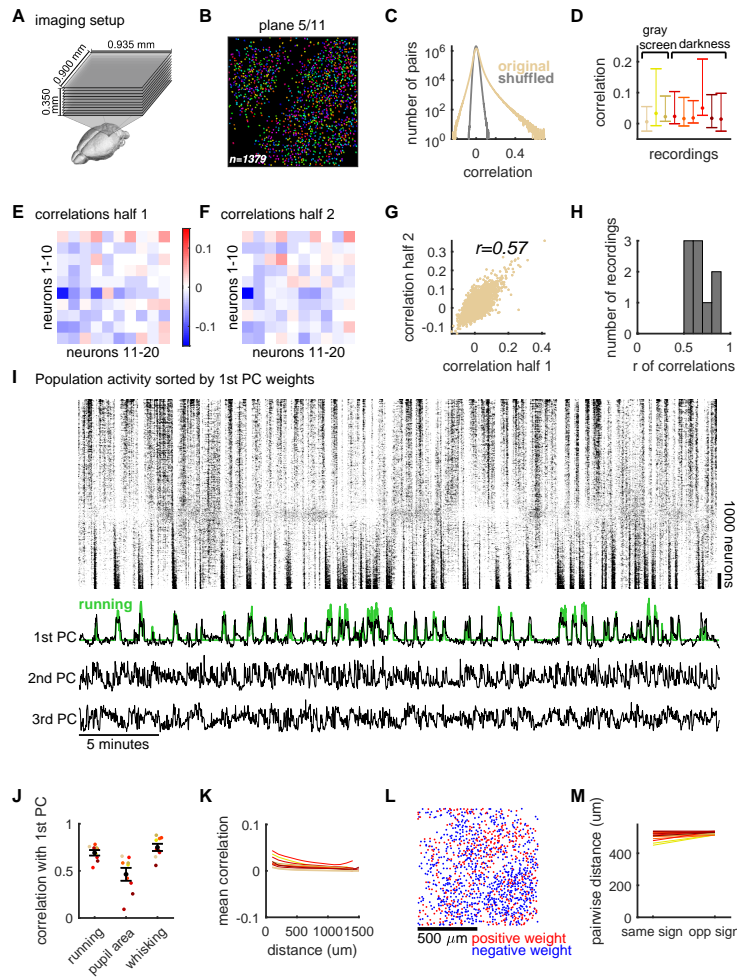 A imaging setup
0.935 mm
0.900 mm
0.350 mm
B
plane 5/11
n=1379
C
number of pairs
10^6
10^4
10^2
10^0
original
shuffled
0
0.4
correlation
D
gray screen
darkness
correlation
0.2
0.1
0
recordings
E correlations half 1
neurons 1-10
neurons 11-20
0.1
0
-0.1
F correlations half 2
neurons 1-10
neurons 11-20
G
r=0.57
correlation half 2
0.3
0.2
0.1
0
-0.1
0
0.2
0.4
correlation half 1
H
number of recordings
3
2
1
0
0
0.5
1
r of correlations
I Population activity sorted by 1st PC weights
1000 neurons
running
1st PC
2nd PC
3rd PC
5 minutes
J
correlation with 1st PC
1
0.5
0
running
pupil area
whisking
K
mean correlation
0.1
0
-0.1
0
500
1000
1500
distance (um)
L
500 μm
positive weight
negative weight
M
pairwise distance (um)
400
200
0
same sign
opp sign